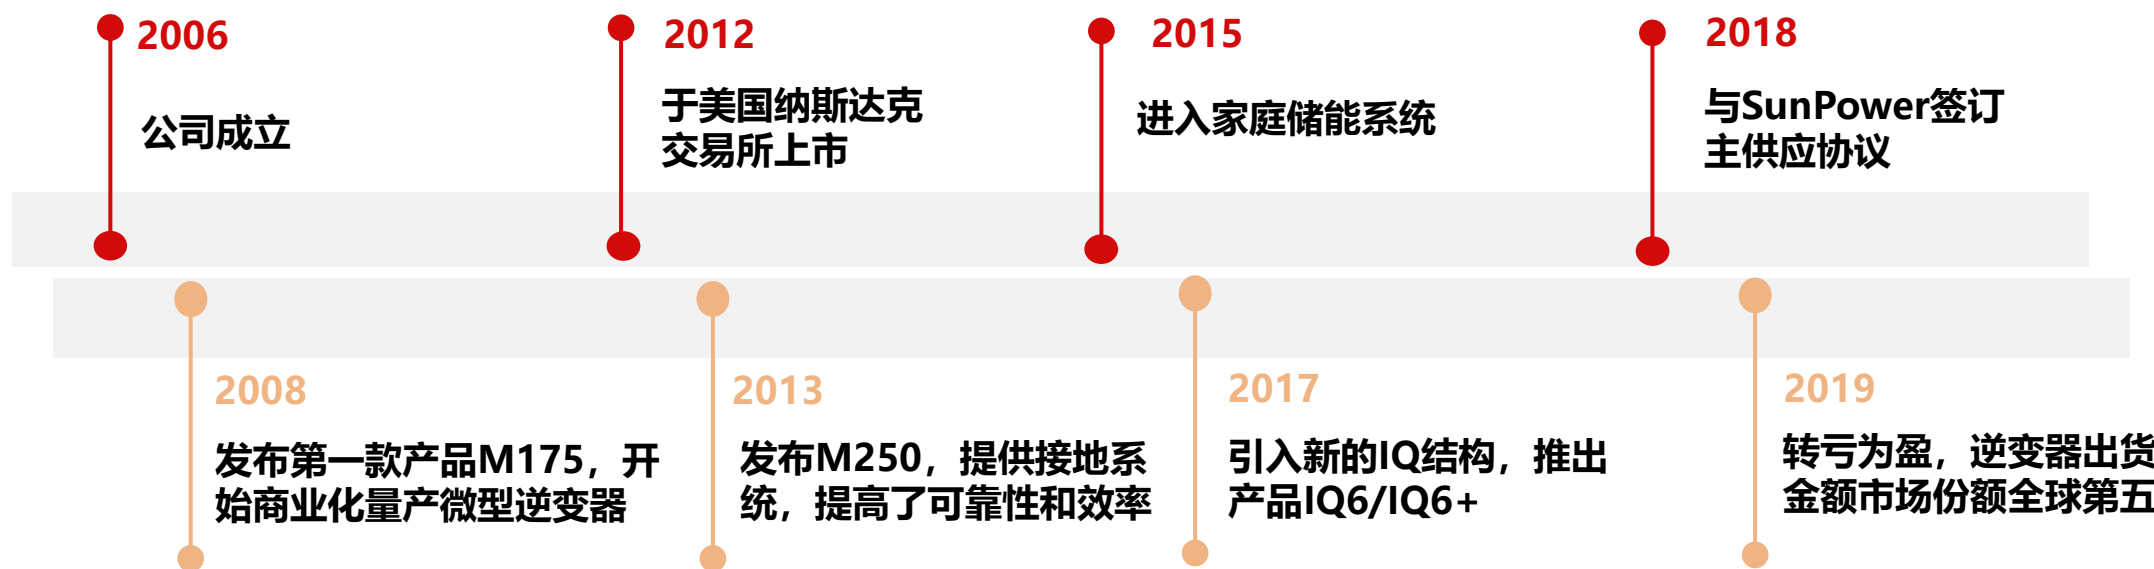 2006
公司成立
2012
于美国纳斯达克
交易所上市
2015
进入家庭储能系统
2018
与SunPower签订
主供应协议
2008
发布第一款产品M175，开
始商业化量产微型逆变器
2013
发布M250，提供接地系
统，提高了可靠性和效率
2017
引入新的IQ结构，推出
产品IQ6/IQ6+
2019
转亏为盈，逆变器出货
金额市场份额全球第五